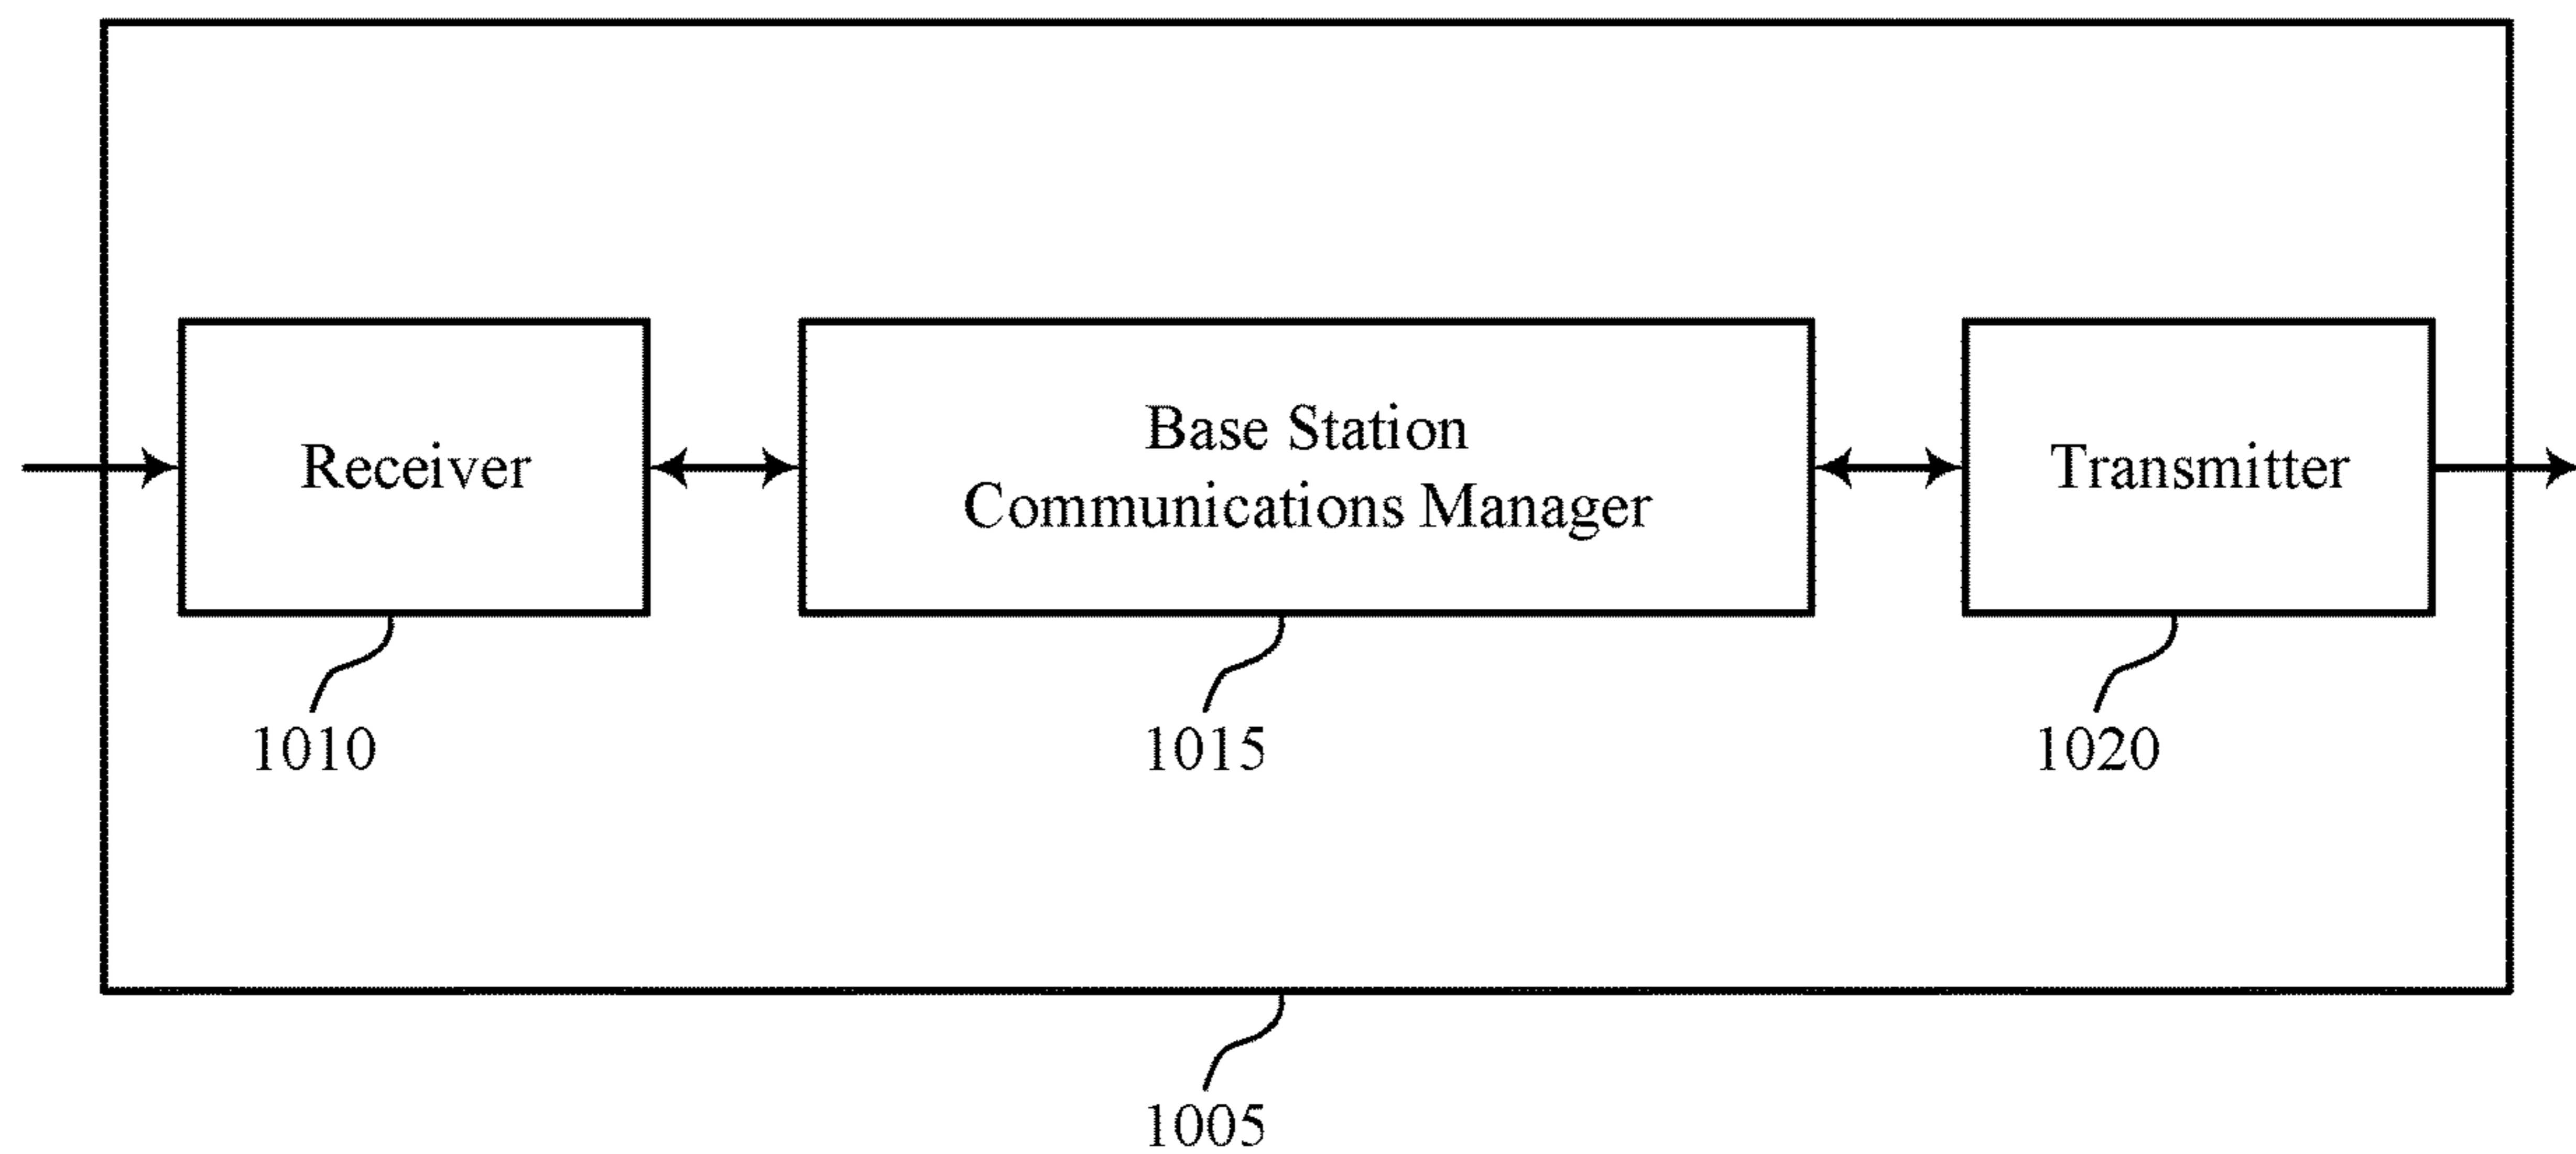 Receiver
Base Station
Communications Manager
Transmitter
1010
1015
1020
1005